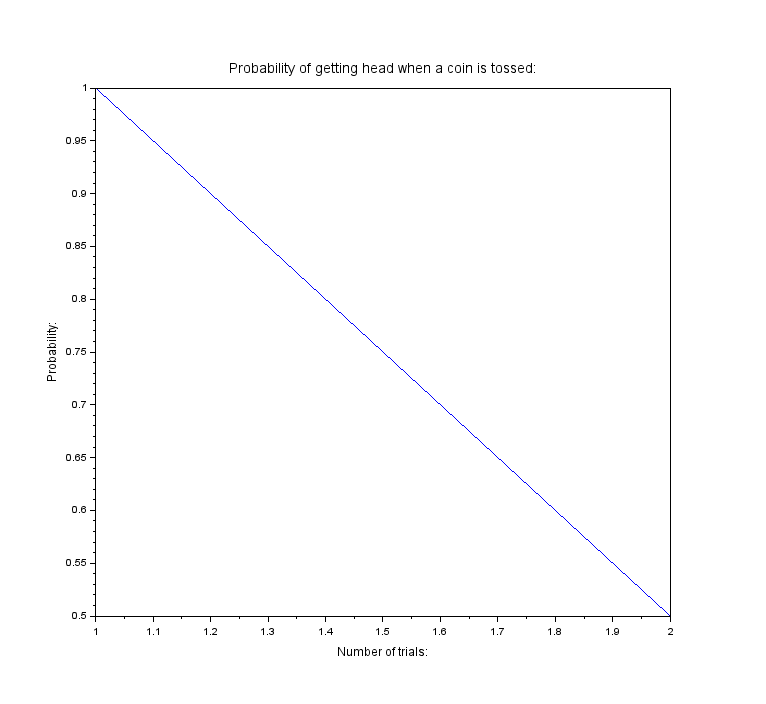 Probability of getting head when a coin is tossed:
1
0.95
0.9
0.85
0.8
0.75
0.7
0.65
0.6
0.55
0.5
Probability:
1 1.1 1.2 1.3 1.4 1.5 1.6 1.7 1.8 1.9 2
Number of trials: